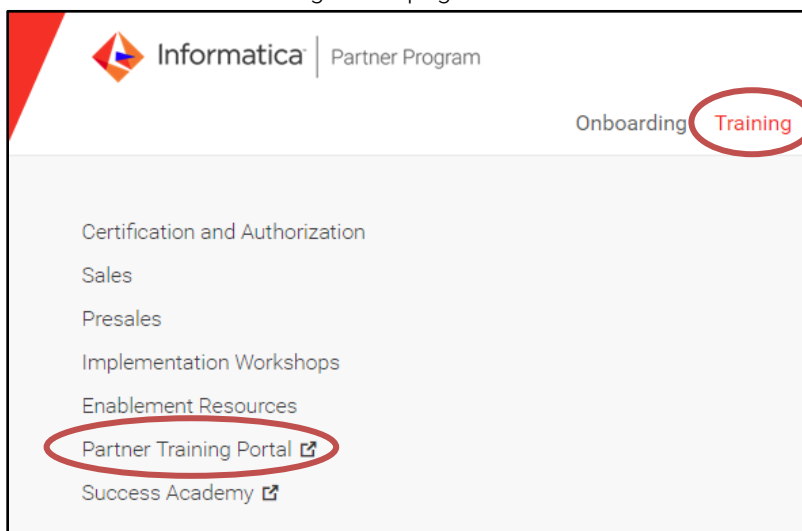 Informatica | Partner Program
Onboarding Training
Certification and Authorization
Sales
Presales
Implementation Workshops
Enablement Resources
Partner Training Portal
Success Academy